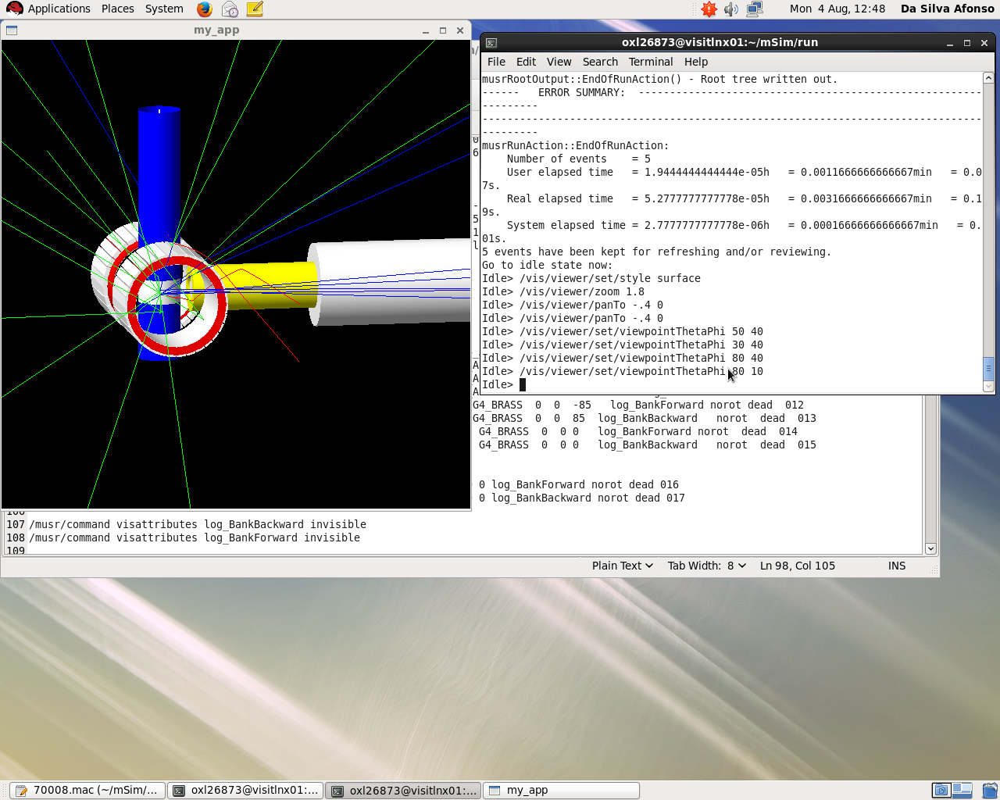 Applications Places System Mon 4 Aug, 12:48 Da Silva Afonso
my_app
oxl26873@visitlnx01:~/mSim/run
File Edit View Search Terminal Help
musrRootOutput::EndOfRunAction() - Root tree written out.
------   ERROR SUMMARY:  -------------------------------------------------------
---------
--------------------------------------------------------------------------------
---------
musrRunAction::EndOfRunAction:
    Number of events    = 5
    User elapsed time   = 1.9444444444444e-05h   = 0.0011666666666667min   = 0.0
7s.
    Real elapsed time   = 5.2777777777778e-05h   = 0.0031666666666667min   = 0.1
9s.
    System elapsed time = 2.7777777777778e-06h   = 0.00016666666666667min   = 0.
01s.
5 events have been kept for refreshing and/or reviewing.
Go to idle state now:
Idle> /vis/viewer/set/style surface
Idle> /vis/viewer/zoom 1.8
Idle> /vis/viewer/panTo -.4 0
Idle> /vis/viewer/panTo -.4 0
Idle> /vis/viewer/set/viewpointThetaPhi 50 40
Idle> /vis/viewer/set/viewpointThetaPhi 30 40
Idle> /vis/viewer/set/viewpointThetaPhi 80 40
Idle> /vis/viewer/set/viewpointThetaPhi 80 10
Idle>
G4_BRASS  0  0  -85   log_BankForward norot dead  012
G4_BRASS  0  0  85  log_BankBackward   norot  dead  013
G4_BRASS  0  0 0   log_BankForward norot  dead  014
G4_BRASS  0  0 0   log_BankBackward   norot  dead  015
0 log_BankForward norot dead 016
0 log_BankBackward norot dead 017
107 /musr/command visattributes log_BankBackward invisible
108 /musr/command visattributes log_BankForward invisible
109
Plain Text Tab Width: 8 Ln 98, Col 105 INS
70008.mac (~/mSim/... oxl26873@visitlnx01:... oxl26873@visitlnx01:... my_app